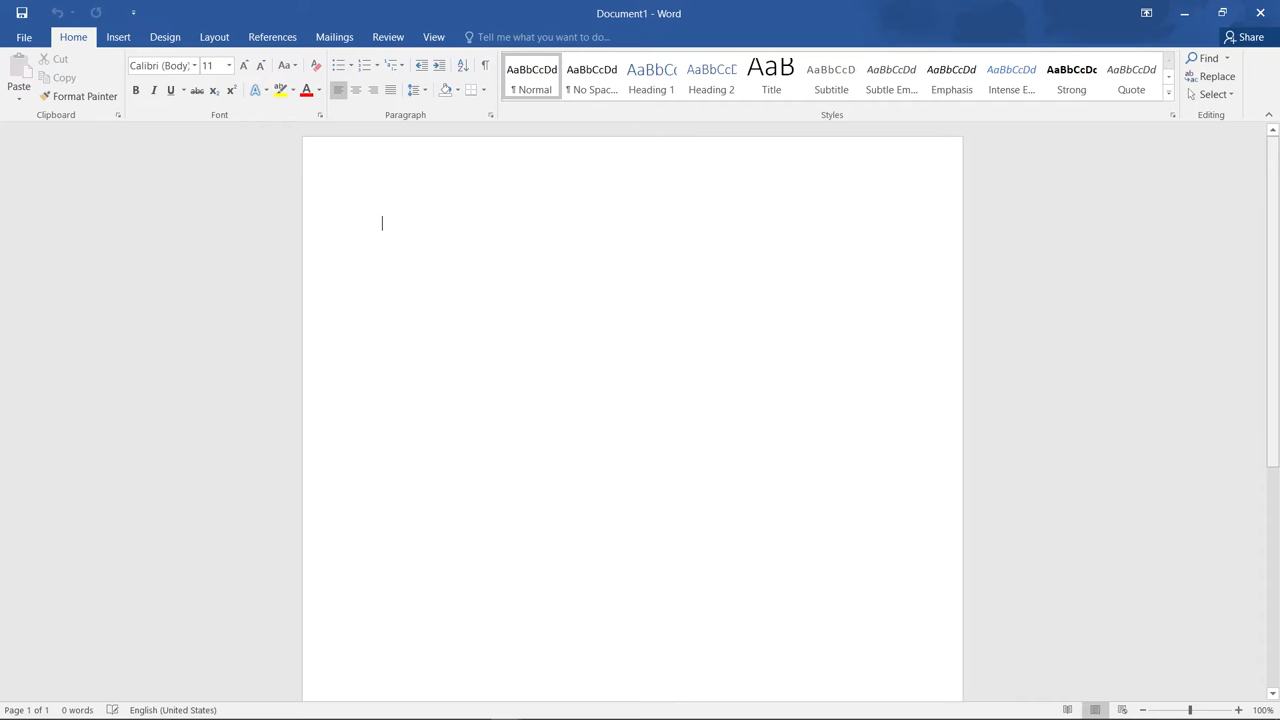 Document1 - Word
File Home Insert Design Layout References Mailings Review View Tell me what you want to do... Share
Paste
Cut
Copy
Format Painter
Clipboard
Calibri (Body) 11
Font
Paragraph
AaBbCcDd AaBbCcDd AaBbCc AaBbCcD AaB AaBbCcD AaBbCcDd AaBbCcDd AaBbCcDd AaBbCcDc AaBbCcDd
¶ Normal ¶ No Spac... Heading 1 Heading 2 Title Subtitle Subtle Em... Emphasis Intense E... Strong Quote
Styles
Find
Replace
Select
Editing
Page 1 of 1 0 words English (United States) 100%